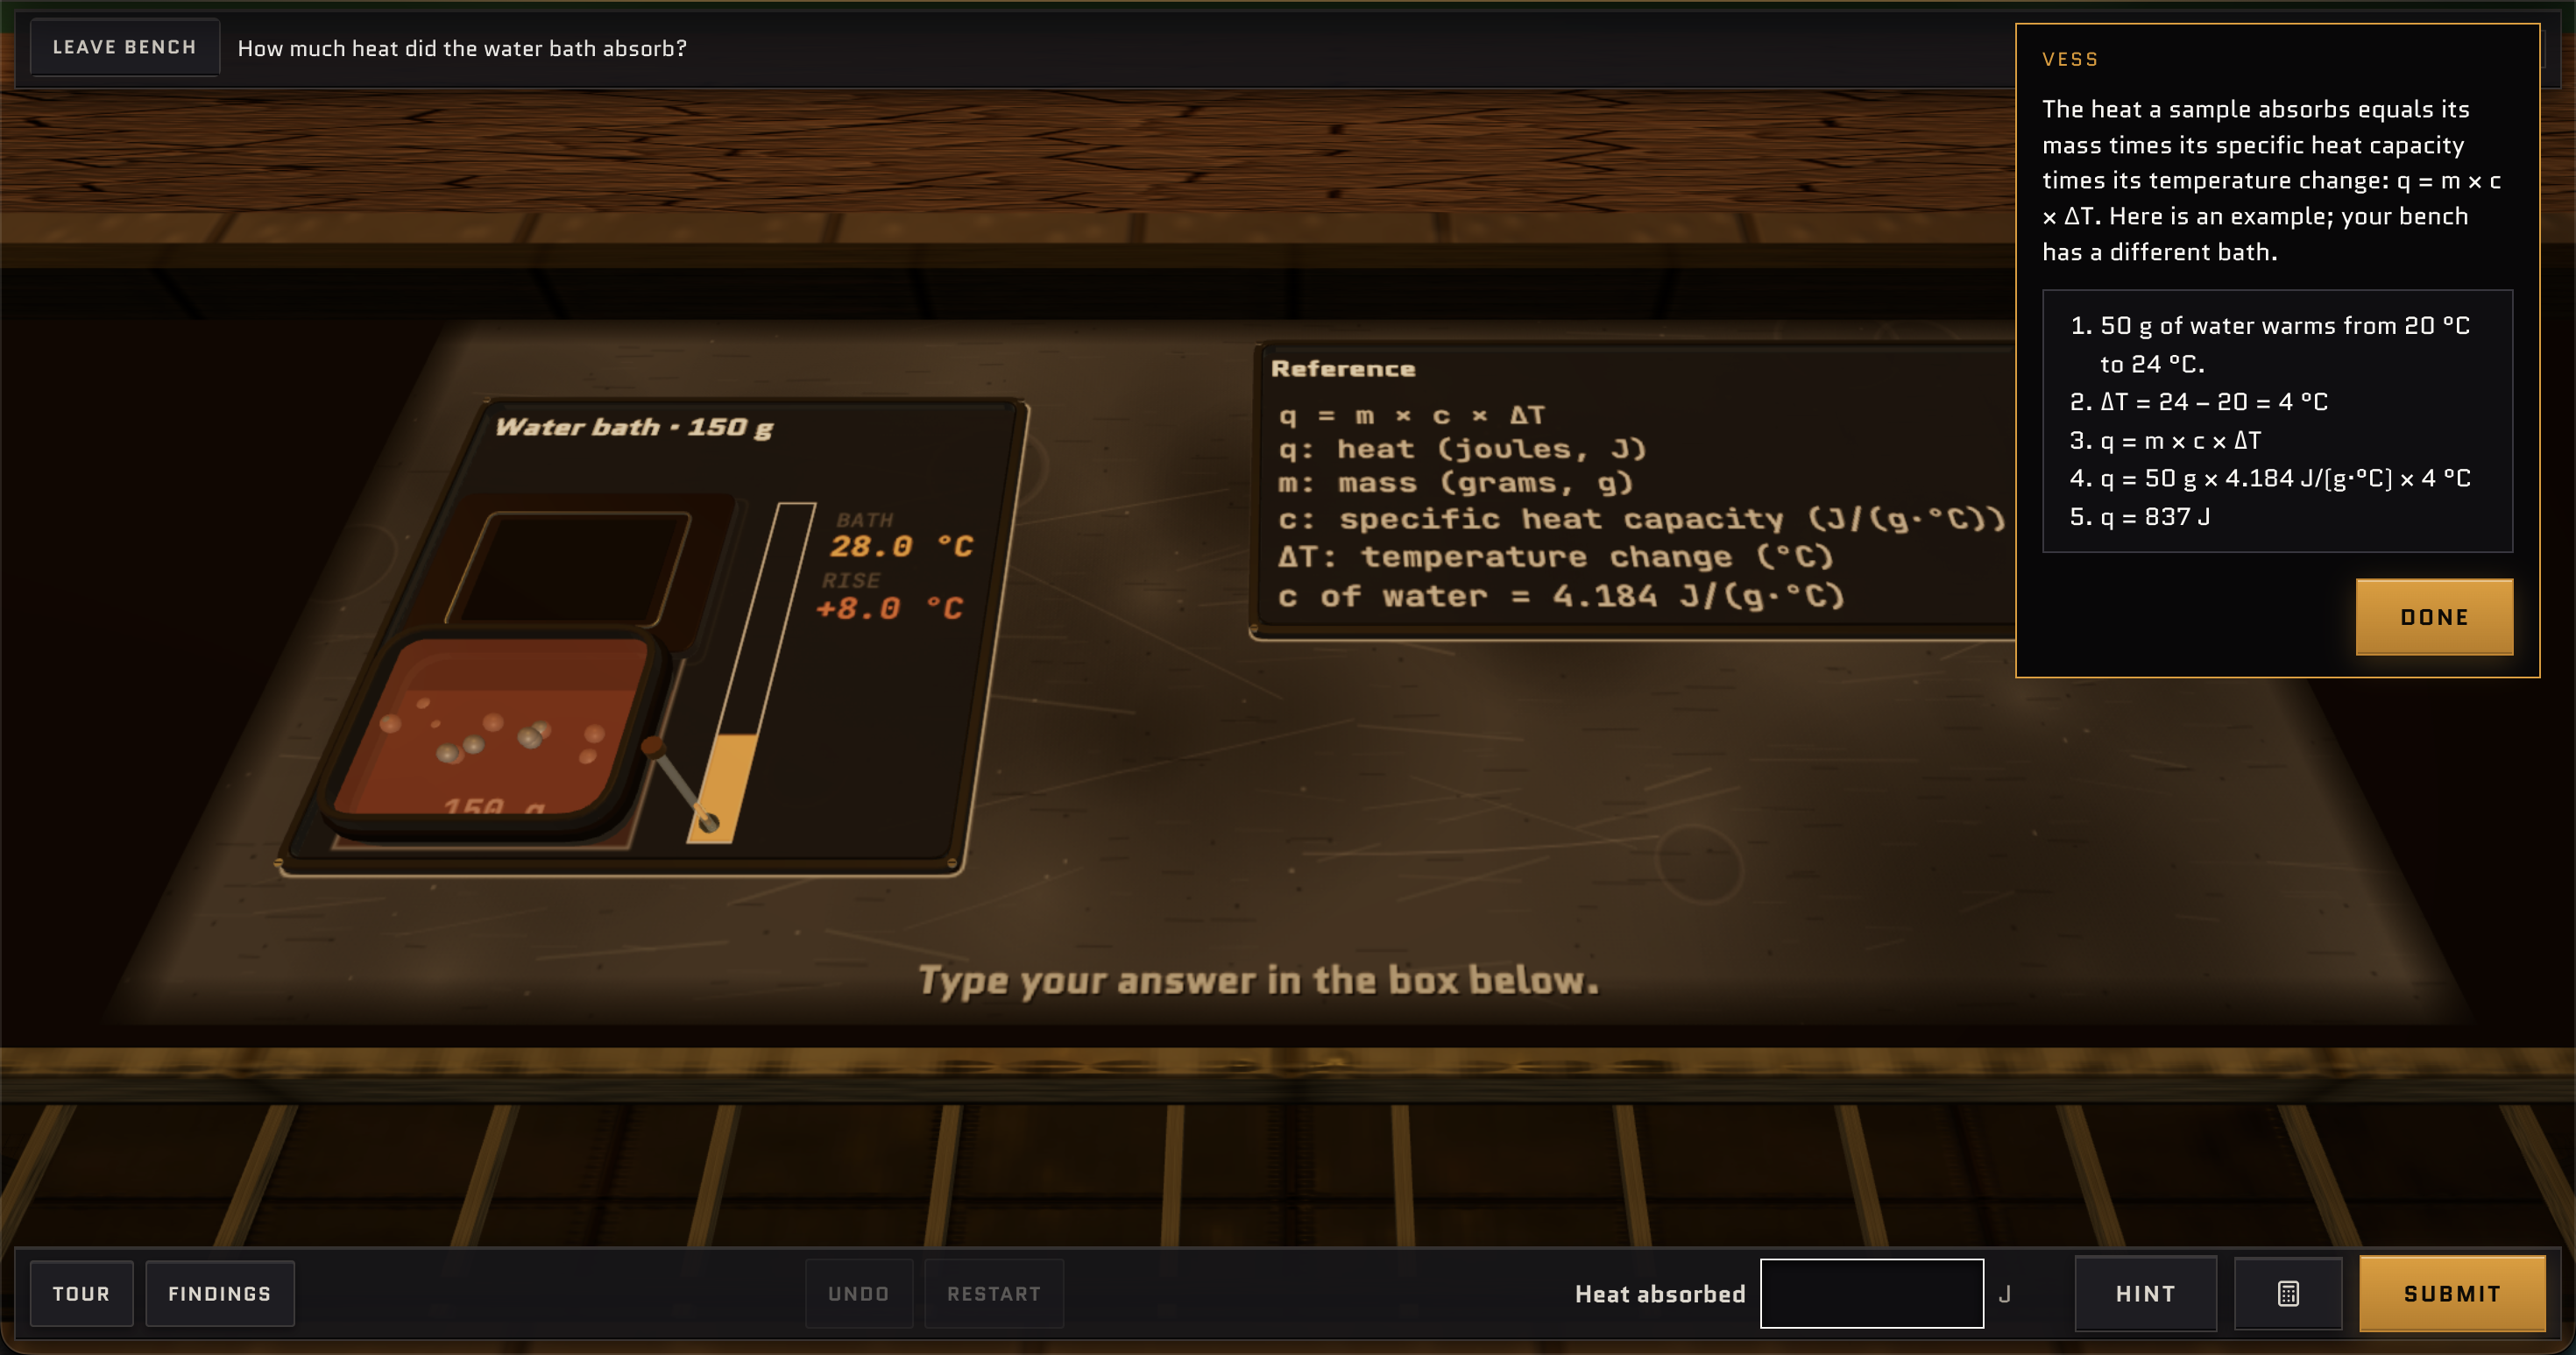 LEAVE BENCH
How much heat did the water bath absorb?
VESS
The heat a sample absorbs equals its
mass times its specific heat capacity
times its temperature change: q = m × c
× ΔT. Here is an example; your bench
has a different bath.
1. 50 g of water warms from 20 °C
to 24 °C.
2. ΔT = 24 – 20 = 4 °C
3. q = m × c × ΔT
4. q = 50 g × 4.184 J/(g·°C) × 4 °C
5. q = 837 J
DONE
Water bath · 150 g
BATH
28.0 °C
RISE
+8.0 °C
150 g
Reference
q = m × c × ΔT
q: heat (joules, J)
m: mass (grams, g)
c: specific heat capacity (J/(g·°C))
ΔT: temperature change (°C)
c of water = 4.184 J/(g·°C)
Type your answer in the box below.
TOUR
FINDINGS
UNDO
RESTART
Heat absorbed
J
HINT
SUBMIT